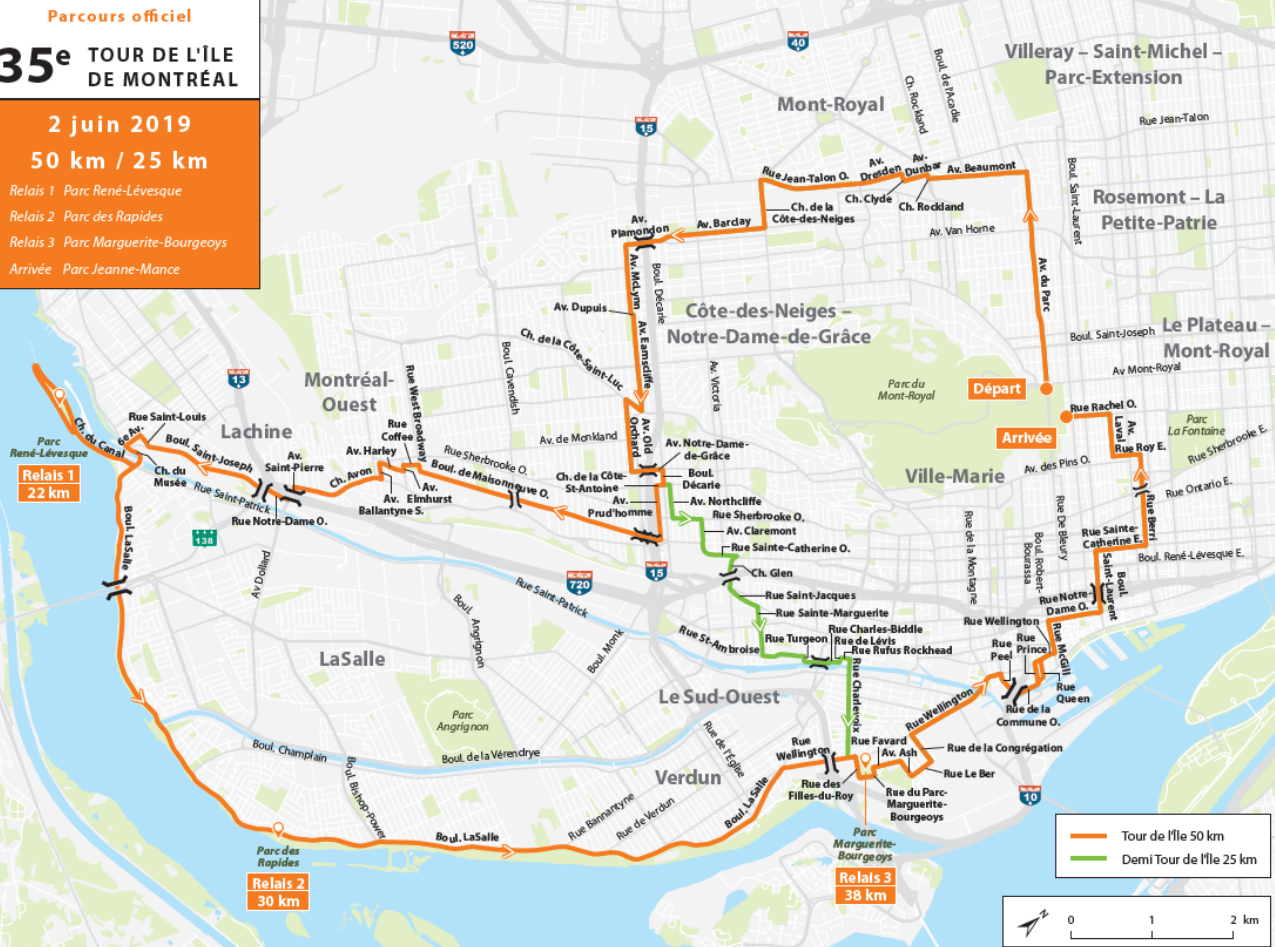 Parcours officiel
35e TOUR DE L'ÎLE
DE MONTRÉAL
2 juin 2019
50 km / 25 km
Relais 1 Parc René-Lévesque
Relais 2 Parc des Rapides
Relais 3 Parc Marguerite-Bourgeoys
Arrivée Parc Jeanne-Mance
520
40
15
Villeray – Saint-Michel –
Parc-Extension
Boul. de l'Acadie
Ch. Rockland
Mont-Royal
Rue Jean-Talon
Boul. Saint-Laurent
Rue Jean-Talon O.
Av.
Dresden
Av.
Dunbar
Av. Beaumont
Ch. Clyde
Ch. Rockland
Rosemont – La
Petite-Patrie
Ch. de la
Côte-des-Neiges
Av. Barclay
Av. Van Horne
Av.
Plamondon
Av. McLynn
Boul. Décarie
Av. du Parc
Av. Dupuis
Av. Earnscliffe
Côte-des-Neiges –
Notre-Dame-de-Grâce
Boul. Saint-Joseph
Le Plateau –
Mont-Royal
Ch. de la Côte-Saint-Luc
Boul. Cavendish
Av. Victoria
Av Mont-Royal
13
Montréal-
Ouest
Rue West Broadway
Parc du
Mont-Royal
Départ
Rue Rachel O.
Arrivée
Parc
La Fontaine
Av.
Laval
Rue Roy E.
Rue Sherbrooke E.
Rue Saint-Louis
6e Av.
Ch. du Canal
Parc
René-Lévesque
Relais 1
22 km
Lachine
Boul. Saint-Joseph
Ch. du
Musée
Rue Saint-Patrick
Av.
Saint-Pierre
Rue Notre-Dame O.
Ch. Avon
Av. Harley
Rue
Coffee
Av.
Elmhurst
Av.
Ballantyne S.
Rue Sherbrooke O.
Boul. de Maisonneuve O.
Av. de Monkland
Av. Old
Orchard
Av. Notre-Dame-
de-Grâce
Ch. de la Côte-
St-Antoine
Boul.
Décarie
Av.
Prud'homme
Av. Northcliffe
Rue Sherbrooke O.
Av. Claremont
Rue Sainte-Catherine O.
Ch. Glen
Ville-Marie
Av. des Pins O.
Rue Ontario E.
Rue Berri
Rue Sainte-
Catherine E.
Boul. René-Lévesque E.
Rue De Bleury
Boul. Robert-
Bourassa
Rue de la Montagne
Boul.
Saint-Laurent
Rue Notre-
Dame O.
Boul. LaSalle
138
Av Dollard
720
15
Rue Saint-Patrick
Rue Saint-Jacques
Rue Sainte-Marguerite
Rue St-Ambroise
Rue Turgeon
Rue Charles-Biddle
Rue de Lévis
Rue Rufus Rockhead
Rue Charlevoix
Rue Wellington
Rue
Peel
Rue
Prince
Rue McGill
Rue
Queen
Rue de la
Commune O.
Boul. Angrignon
Boul. Monk
LaSalle
Le Sud-Ouest
Parc
Angrignon
Rue Wellington
Boul. Champlain
Boul. de la Vérendrye
Rue de l'Église
Verdun
Rue
Wellington
Rue Favard
Av. Ash
Rue de la Congrégation
Rue Le Ber
Rue des
Filles-du-Roy
Rue du Parc-
Marguerite-
Bourgeoys
10
Boul. Bishop-Power
Rue Bannantyne
Rue de Verdun
Boul. LaSalle
Boul. LaSalle
Parc des
Rapides
Relais 2
30 km
Parc
Marguerite-
Bourgeoys
Relais 3
38 km
Tour de l'Île 50 km
Demi Tour de l'Île 25 km
N
0 1 2 km